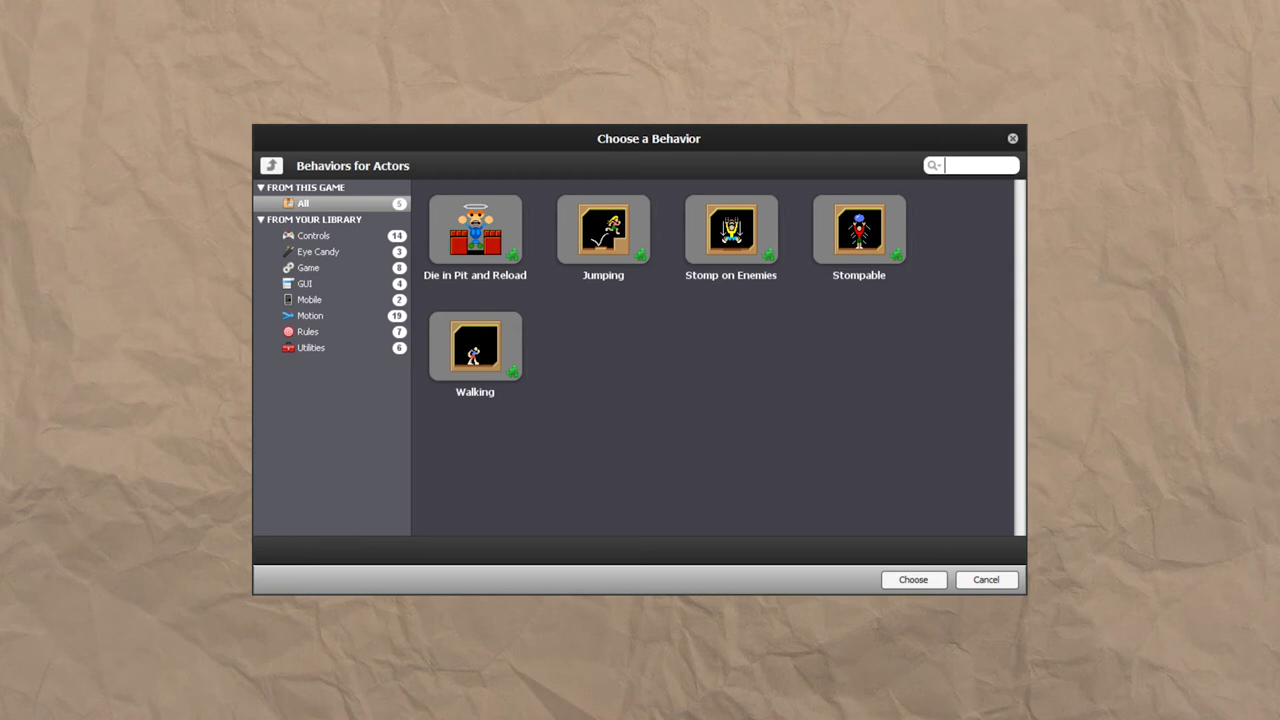 Choose a Behavior
Behaviors for Actors
FROM THIS GAME
All 5
FROM YOUR LIBRARY
Controls 14
Eye Candy 3
Game 8
GUI 4
Mobile 2
Motion 19
Rules 7
Utilities 6
Die in Pit and Reload
Jumping
Stomp on Enemies
Stompable
Walking
Choose
Cancel